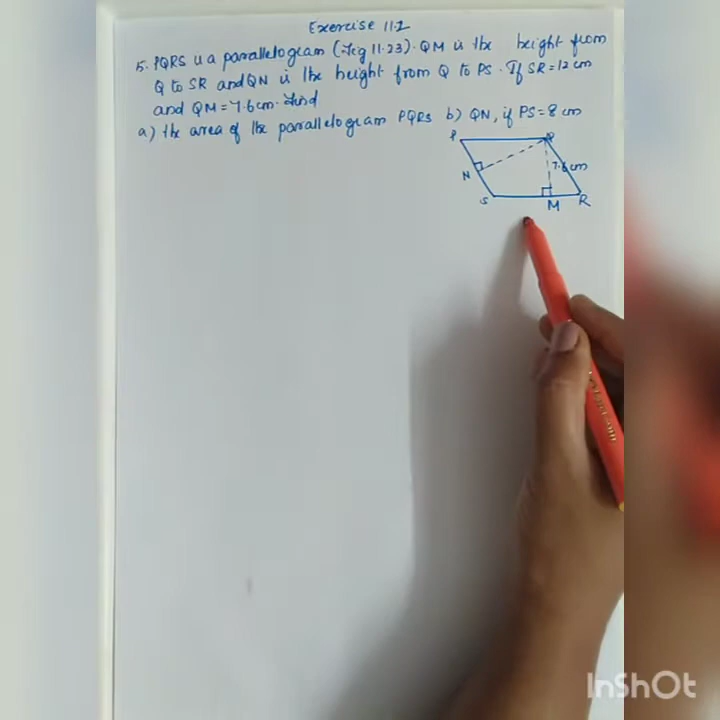 Exercise 11.2
5. PQRS is a parallelogram (Fig 11.23). QM is the height from
Q to SR and QN is the height from Q to PS. If SR=12 cm
and QM=7.6 cm. Find
a) the area of the parallelogram PQRS b) QN, if PS=8 cm
P Q
7.6 cm
N
S M R
InShOt